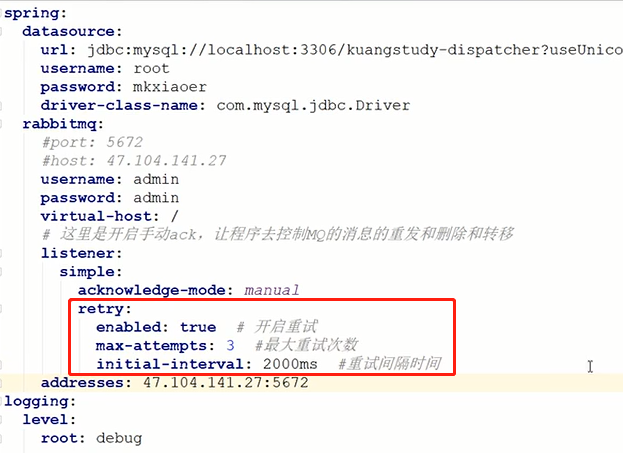 spring:
  datasource:
    url: jdbc:mysql://localhost:3306/kuangstudy-dispatcher?useUnico
    username: root
    password: mkxiaoer
    driver-class-name: com.mysql.jdbc.Driver
  rabbitmq:
    #port: 5672
    #host: 47.104.141.27
    username: admin
    password: admin
    virtual-host: /
    # 这里是开启手动ack，让程序去控制MQ的消息的重发和删除和转移
    listener:
      simple:
        acknowledge-mode: manual
        retry:
          enabled: true  # 开启重试
          max-attempts: 3  #最大重试次数
          initial-interval: 2000ms  #重试间隔时间
    addresses: 47.104.141.27:5672
logging:
  level:
    root: debug